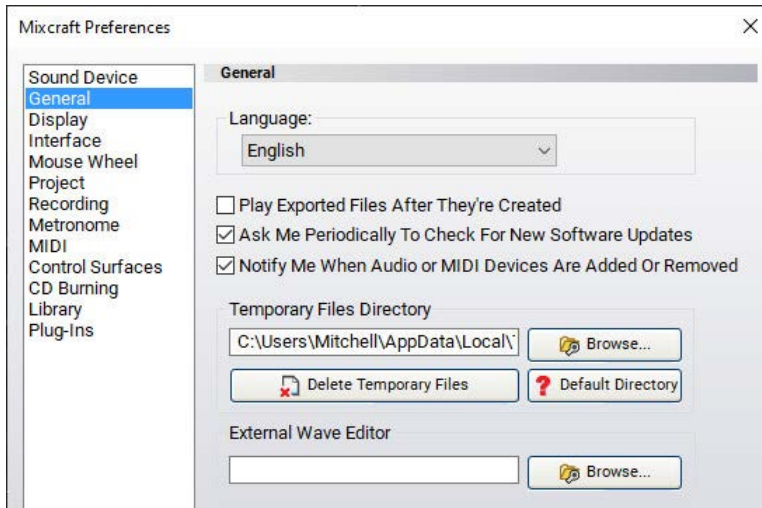 Mixcraft Preferences
Sound Device
General
Display
Interface
Mouse Wheel
Project
Recording
Metronome
MIDI
Control Surfaces
CD Burning
Library
Plug-Ins
General
Language:
English
Play Exported Files After They're Created
Ask Me Periodically To Check For New Software Updates
Notify Me When Audio or MIDI Devices Are Added Or Removed
Temporary Files Directory
C:\Users\Mitchell\AppData\Local\
Browse...
Delete Temporary Files
Default Directory
External Wave Editor
Browse...